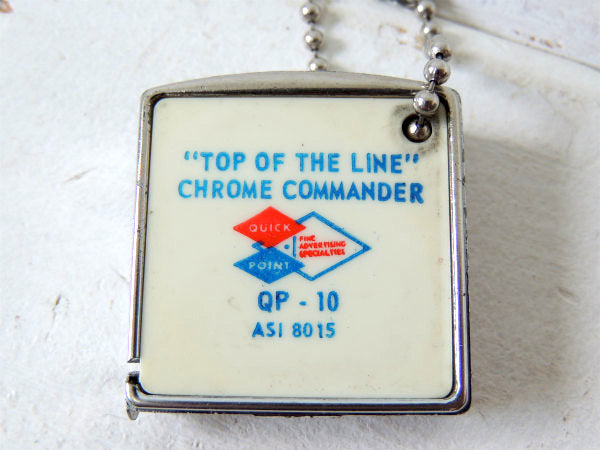 "TOP OF THE LINE"
CHROME COMMANDER
QUICK
POINT
FINE
ADVERTISING
SPECIALTIES
QP - 10
ASI 8015